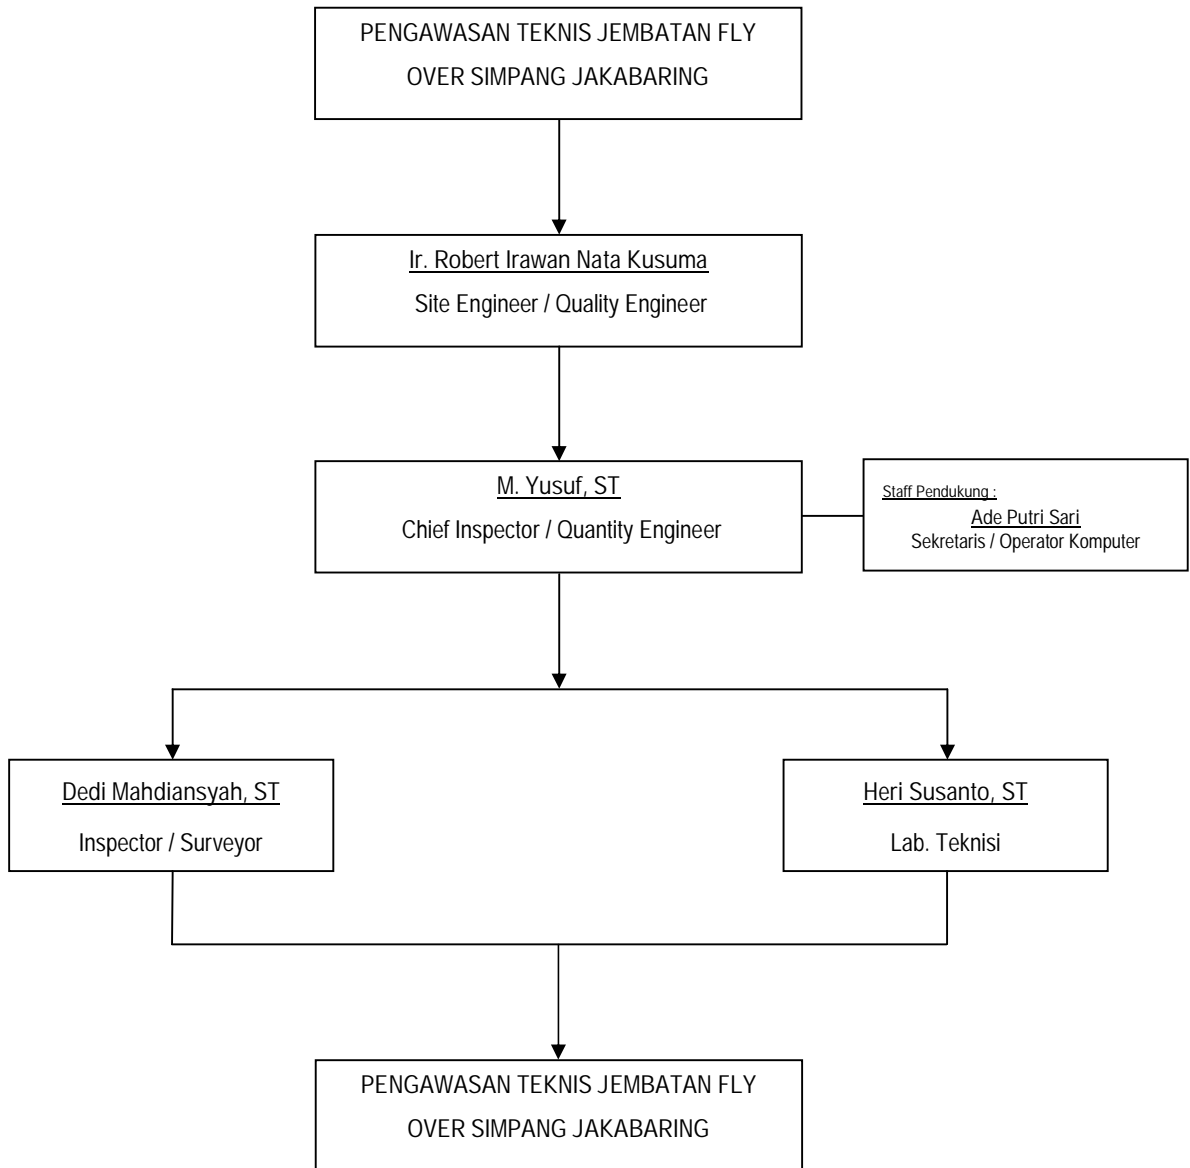 PENGAWASAN TEKNIS JEMBATAN FLY
OVER SIMPANG JAKABARING
Ir. Robert Irawan Nata Kusuma
Site Engineer / Quality Engineer
M. Yusuf, ST
Chief Inspector / Quantity Engineer
Staff Pendukung :
Ade Putri Sari
Sekretaris / Operator Komputer
Dedi Mahdiansyah, ST
Inspector / Surveyor
Heri Susanto, ST
Lab. Teknisi
PENGAWASAN TEKNIS JEMBATAN FLY
OVER SIMPANG JAKABARING